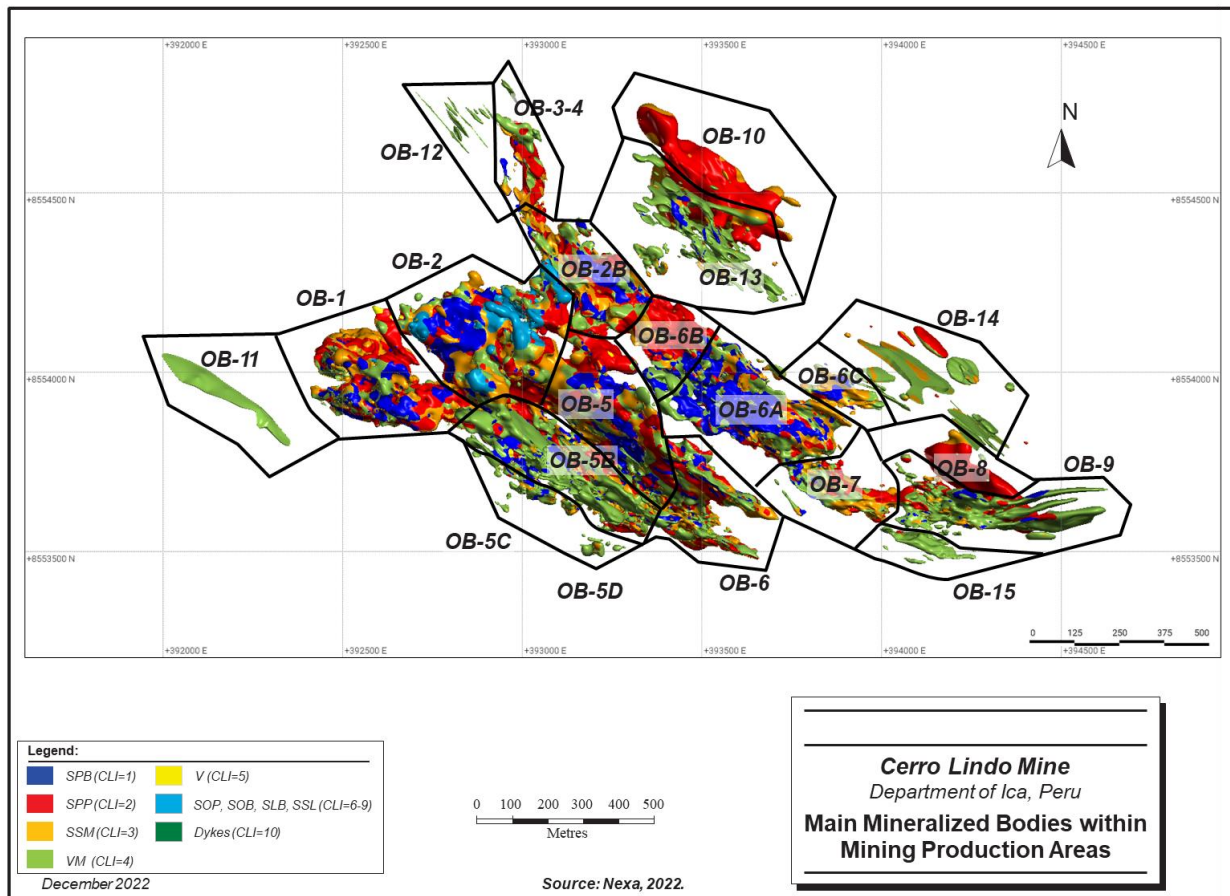 +392000 E +392500 E +393000 E +393500 E +394000 E +394500 E
N
OB-3-4
OB-10
OB-12
+8554500 N +8554500 N
OB-2
OB-2B
OB-13
OB-1
OB-14
OB-6B
OB-11
+8554000 N +8554000 N
OB-6C
OB-5
OB-6A
OB-5B
OB-8
OB-9
OB-7
OB-5C
+8553500 N +8553500 N
OB-5D
OB-6
OB-15
0 125 250 375 500
+392000 E +392500 E +393000 E +393500 E +394000 E +394500 E
Legend:
SPB (CLI=1) V (CLI=5)
SPP (CLI=2) SOP, SOB, SLB, SSL (CLI=6-9)
SSM (CLI=3) Dykes (CLI=10)
VM (CLI=4)
December 2022
0 100 200 300 400 500
Metres
Source: Nexa, 2022.
Cerro Lindo Mine
Department of Ica, Peru
Main Mineralized Bodies within
Mining Production Areas